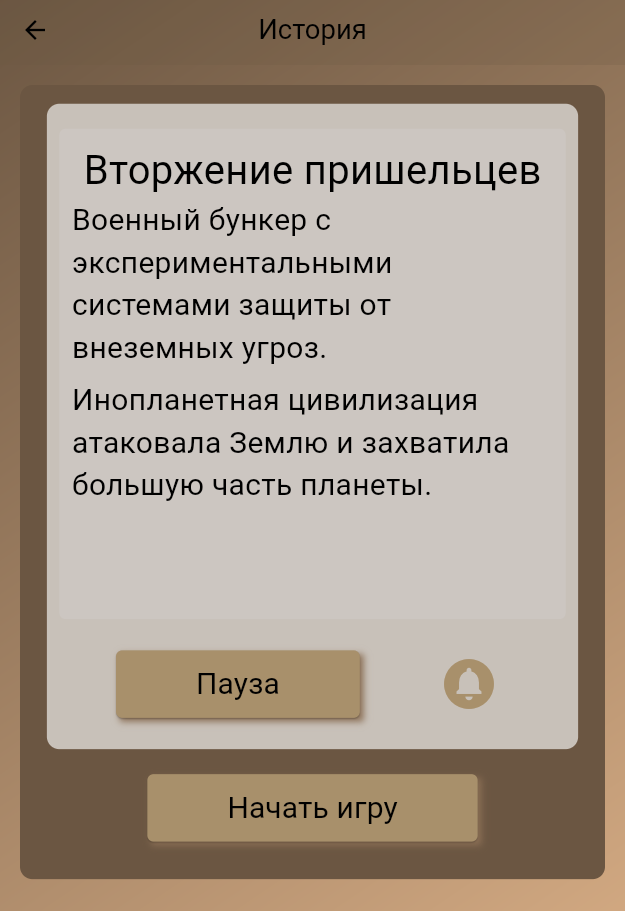 История
Вторжение пришельцев
Военный бункер с
экспериментальными
системами защиты от
внеземных угроз.
Инопланетная цивилизация
атаковала Землю и захватила
большую часть планеты.
Пауза
Начать игру